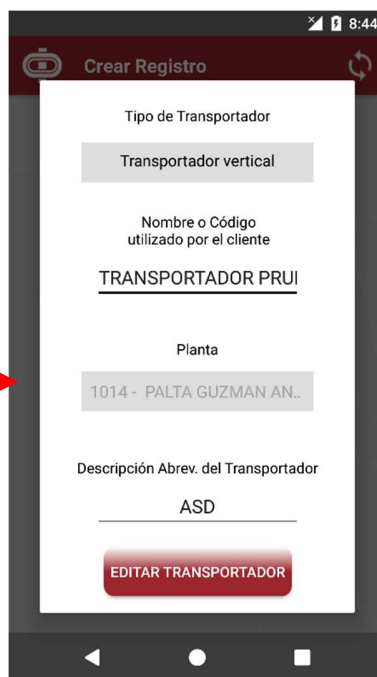 8:44
Crear Registro
Tipo de Transportador
Transportador vertical
Nombre o Código
utilizado por el cliente
TRANSPORTADOR PRUI
Planta
1014 - PALTA GUZMAN AN..
Descripción Abrev. del Transportador
ASD
EDITAR TRANSPORTADOR